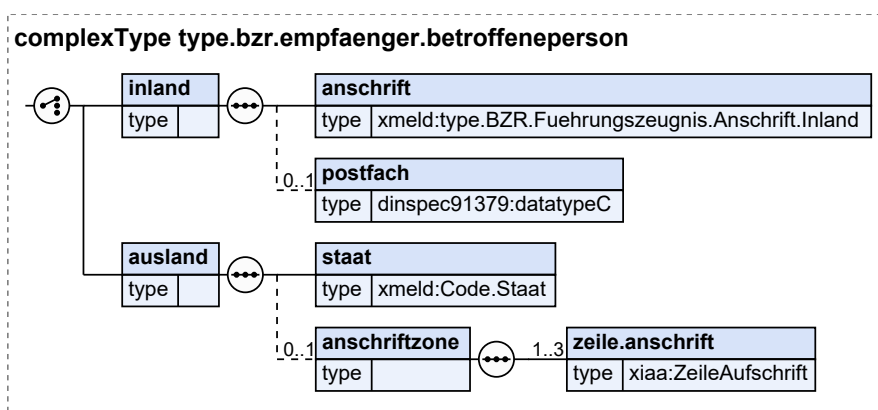 complexType type.bzr.empfaenger.betroffeneperson
inland
type
anschrift
type xmeld:type.BZR.Fuehrungszeugnis.Anschrift.Inland
0..1
postfach
type dinspec91379:datatypeC
ausland
type
staat
type xmeld:Code.Staat
0..1
anschriftzone
type
1..3
zeile.anschrift
type xiaa:ZeileAufschrift